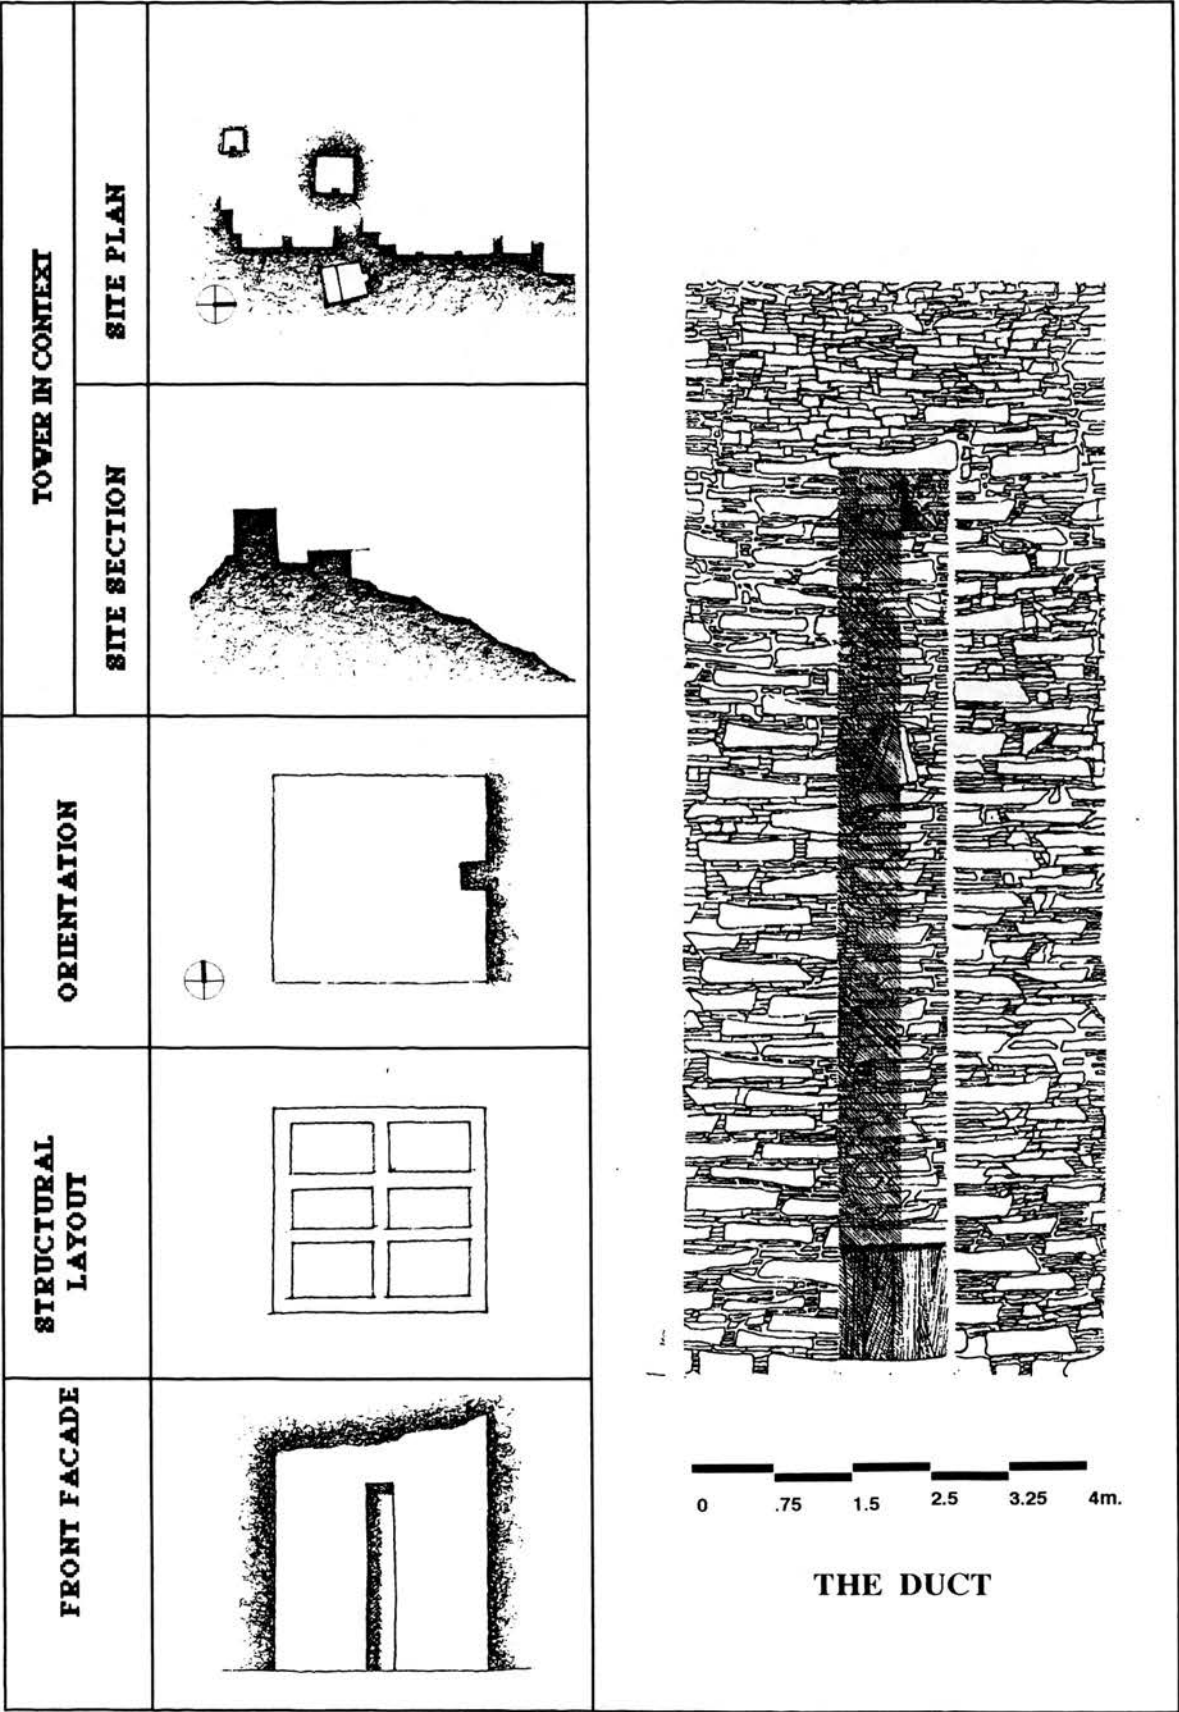 TOWER IN CONTEXT
SITE PLAN
SITE SECTION
ORIENTATION
STRUCTURAL
LAYOUT
FRONT FACADE
0 .75 1.5 2.5 3.25 4m.
THE DUCT